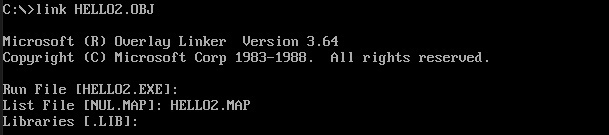 C:\>link HELLO2.OBJ
Microsoft (R) Overlay Linker  Version 3.64
Copyright (C) Microsoft Corp 1983-1988.  All rights reserved.
Run File [HELLO2.EXE]:
List File [NUL.MAP]: HELLO2.MAP
Libraries [.LIB]: